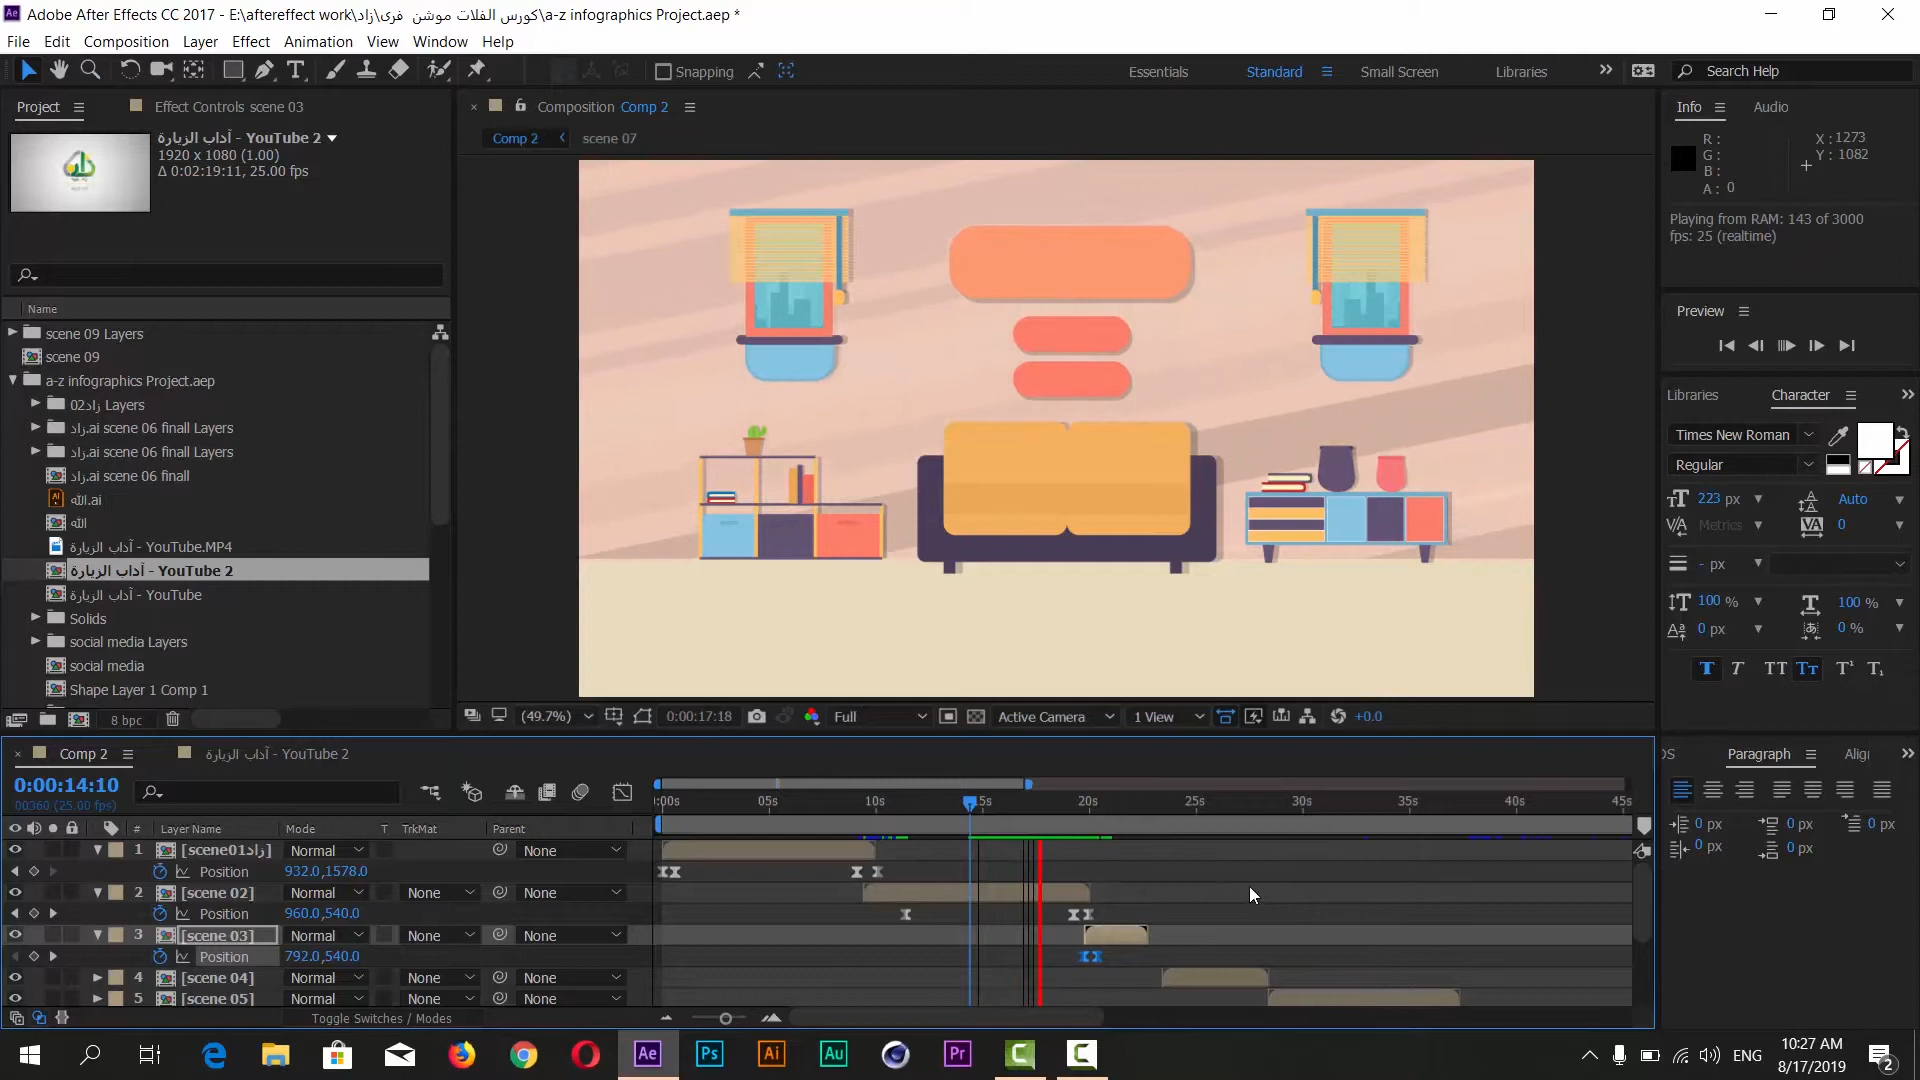 Adobe After Effects CC 2017 - E:\aftereffect work\كورس الفلات موشن فرى\زاد\a-z infographics Project.aep *
File Edit Composition Layer Effect Animation View Window Help
Snapping
Essentials Standard Small Screen Libraries Search Help
Project Effect Controls scene 03
آداب الزيارة - YouTube 2
1920 x 1080 (1.00)
Δ 0:02:19:11, 25.00 fps
Name
scene 09 Layers
scene 09
a-z infographics Project.aep
زاد02 Layers
زاد.ai scene 06 finall Layers
زاد.ai scene 06 finall Layers
زاد.ai scene 06 finall
الله.ai
الله
آداب الزيارة - YouTube.MP4
آداب الزيارة - YouTube 2
آداب الزيارة - YouTube
Solids
social media Layers
social media
Shape Layer 1 Comp 1
8 bpc
Composition Comp 2
Comp 2 scene 07
(49.7%) 0:00:17:18 Full Active Camera 1 View +0.0
Info Audio
R : X : 1273
G : Y : 1082
B :
A : 0
Playing from RAM: 143 of 3000
fps: 25 (realtime)
Preview
Libraries Character
Times New Roman
Regular
223 px Auto
Metrics 0
- px
100 % 100 %
0 px 0 %
T T TT Tт T¹ T₁
Paragraph Alig
0 px 0 px 0 px
0 px 0 px
Comp 2 آداب الزيارة - YouTube 2
0:00:14:10
00360 (25.00 fps)
:00s 05s 10s 5s 20s 25s 30s 35s 40s 45s
# Layer Name Mode T TrkMat Parent
1 [scene01زاد] Normal None
Position 932.0,1578.0
2 [scene 02] Normal None None
Position 960.0,540.0
3 [scene 03] Normal None None
Position 792.0,540.0
4 [scene 04] Normal None None
5 [scene 05] Normal None None
Toggle Switches / Modes
Ae Ps Ai Au Pr
ENG
10:27 AM
8/17/2019
2